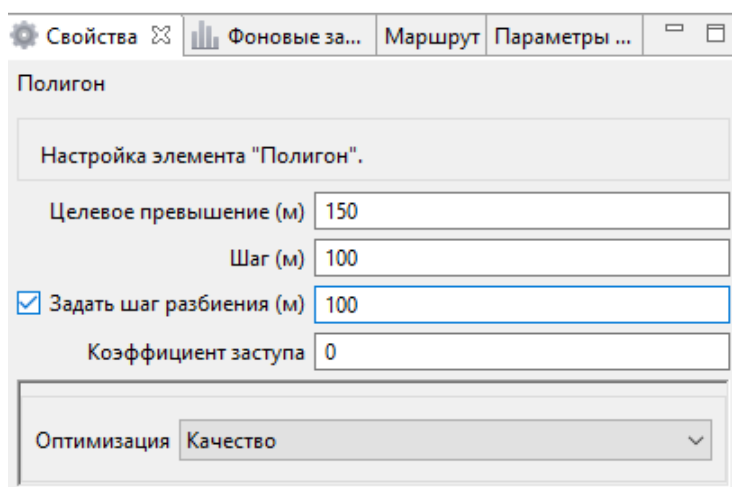 Свойства Фоновые за... Маршрут Параметры ...
Полигон
Настройка элемента "Полигон".
Целевое превышение (м) 150
Шаг (м) 100
Задать шаг разбиения (м) 100
Коэффициент заступа 0
Оптимизация Качество